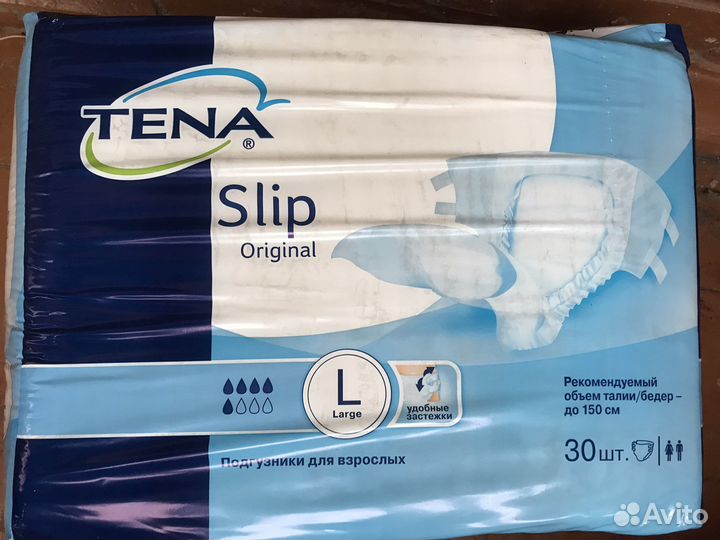 TENA®
Slip
Original
L
Large
удобные
застежки
Рекомендуемый
объем талии/бедер –
до 150 см
Подгузники для взрослых
30 шт.
Avito